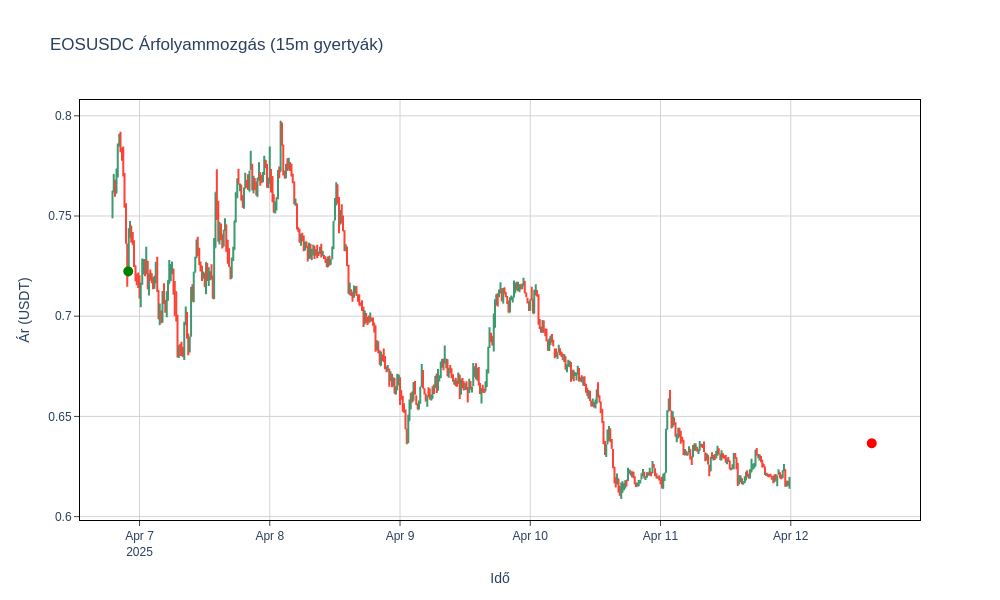 EOSUSDC Árfolyammozgás (15m gyertyák)
0.8
0.75
0.7
0.65
0.6
Ár (USDT)
Apr 7
2025
Apr 8
Apr 9
Apr 10
Apr 11
Apr 12
Idő